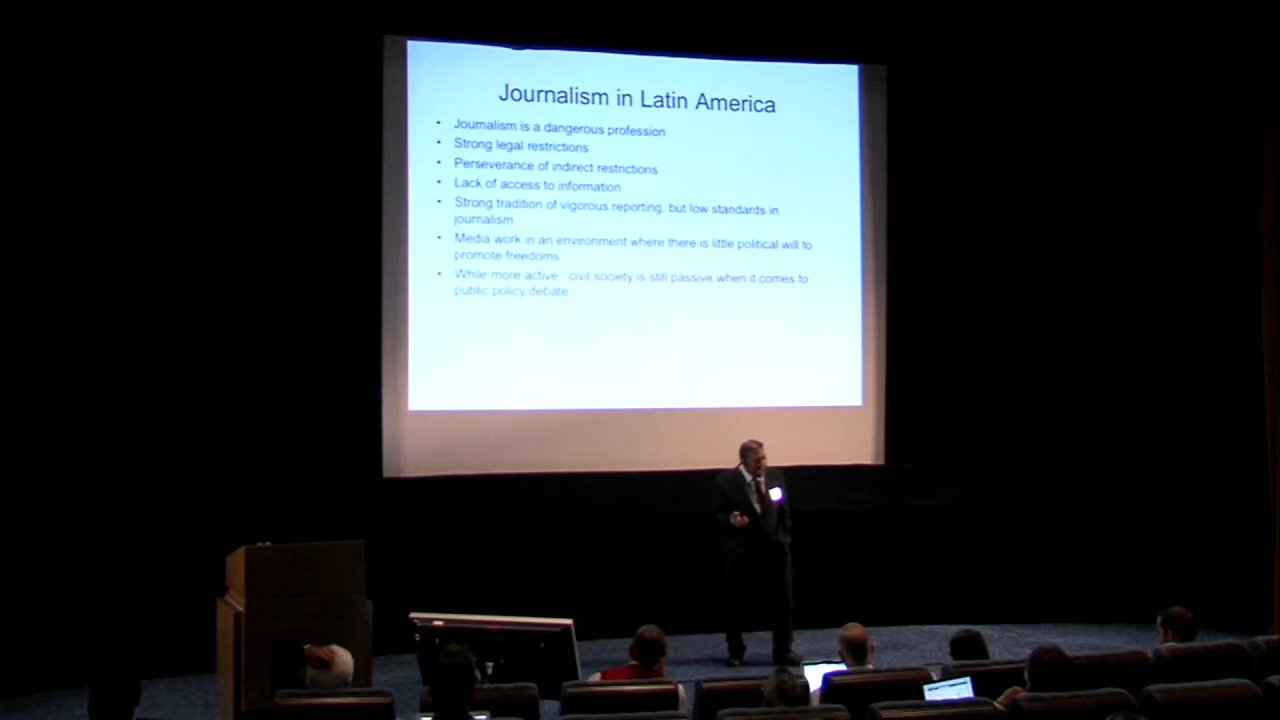 Journalism in Latin America
• Journalism is a dangerous profession
• Strong legal restrictions
• Perseverance of indirect restrictions
• Lack of access to information
• Strong tradition of vigorous reporting, but low standards in
journalism
• Media work in an environment where there is little political will to
promote freedoms
• While more active, civil society is still passive when it comes to
public policy debate